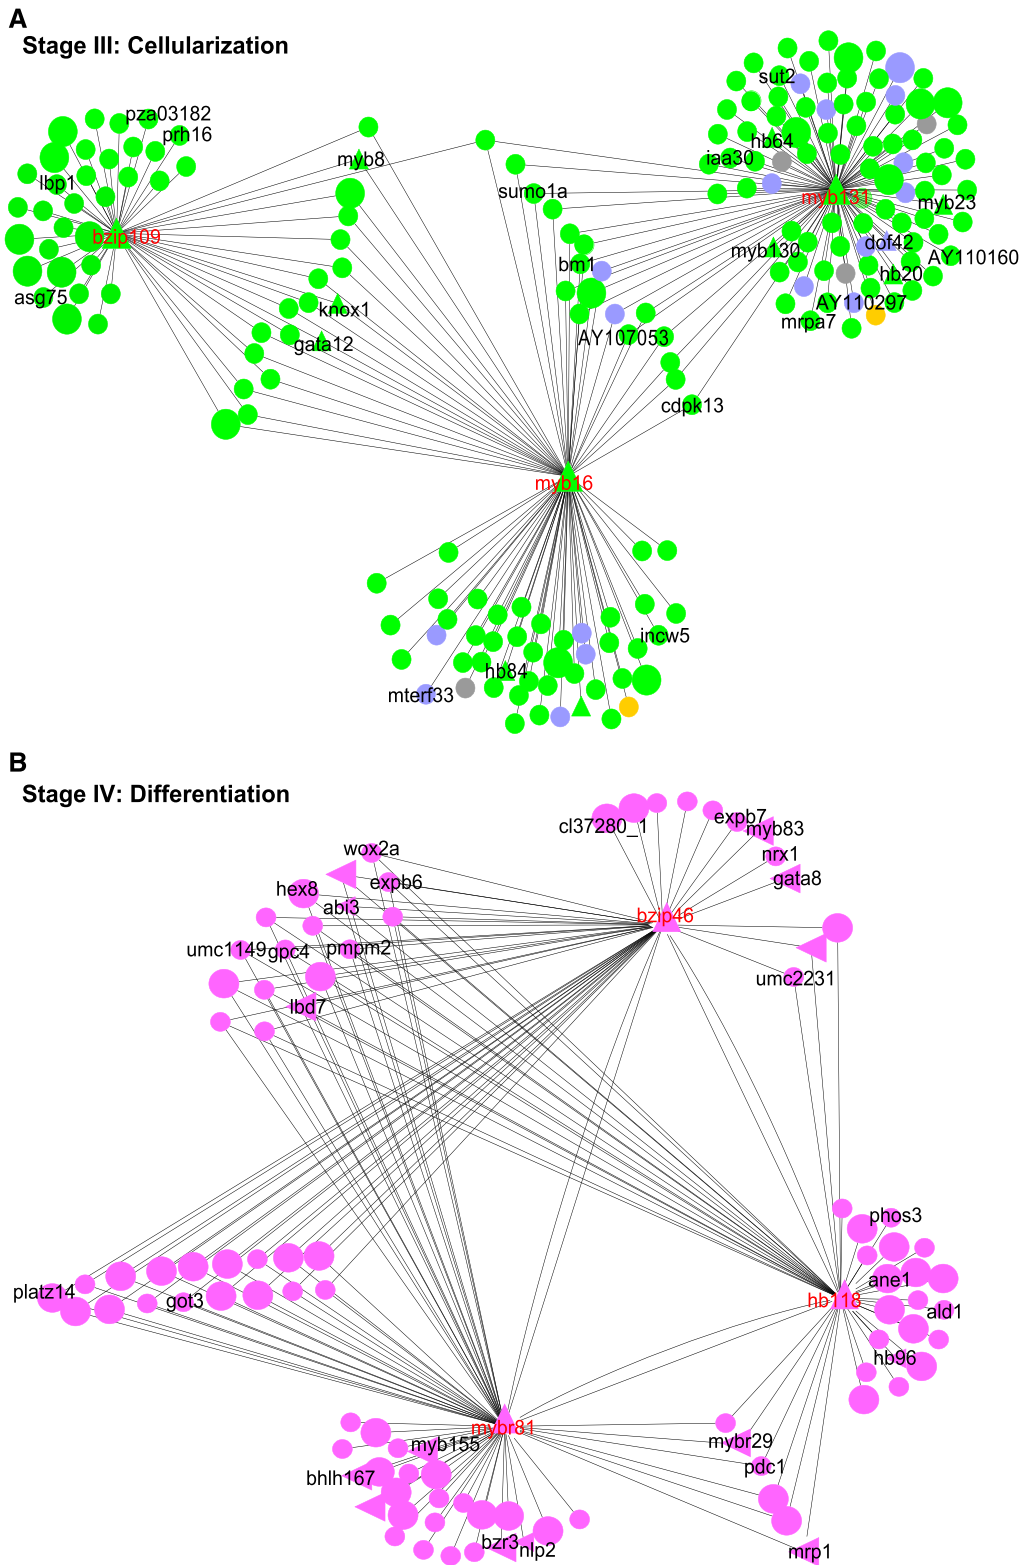 A
Stage III: Cellularization
sut2
pza03182
prh16
hb64
myb8
iaa30
lbp1
sumo1a
myb131
myb23
bzip109
dof42
myb130
AY110160
bm1
hb20
asg75
knox1
AY110297
mrpa7
gata12
AY107053
cdpk13
myb16
incw5
hb84
mterf33
B
Stage IV: Differentiation
cl37280_1
expb7
myb83
wox2a
nrx1
expb6
gata8
hex8
abi3
bzip46
umc1149
gpc4
pmpm2
umc2231
lbd7
phos3
ane1
platz14
got3
hb118
ald1
hb96
mybr81
myb155
mybr29
bhlh167
pdc1
bzr3
nlp2
mrp1